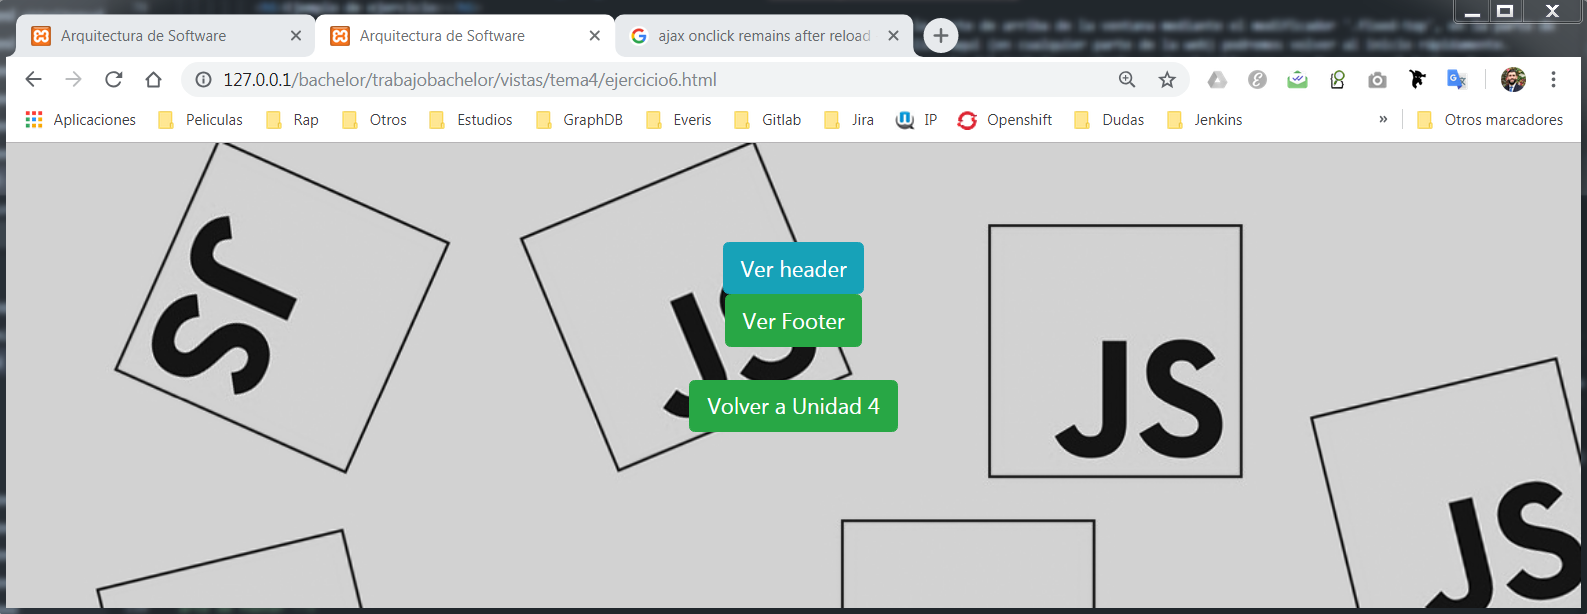 Arquitectura de Software
Arquitectura de Software
ajax onclick remains after reload
127.0.0.1/bachelor/trabajobachelor/vistas/tema4/ejercicio6.html
Aplicaciones Peliculas Rap Otros Estudios GraphDB Everis Gitlab Jira IP Openshift Dudas Jenkins » Otros marcadores
JS
JS
JS
JS
Ver header
Ver Footer
Volver a Unidad 4